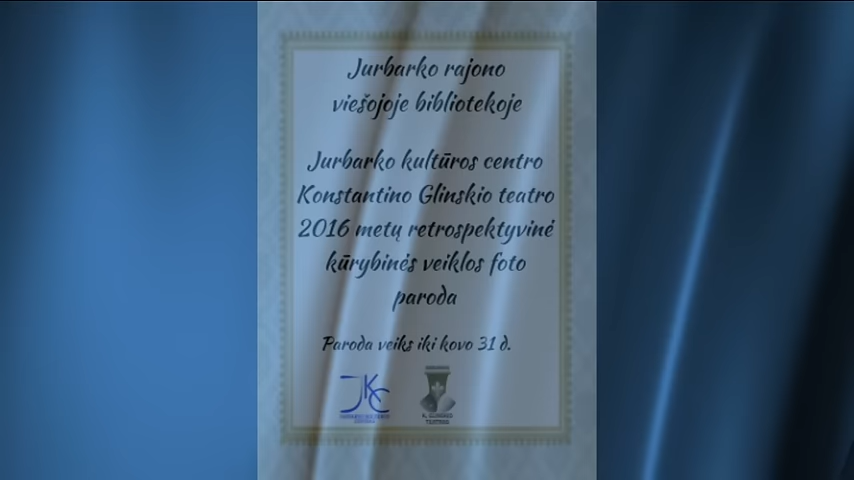 Jurbarko rajono
viešojoje bibliotekoje
Jurbarko kultūros centro
Konstantino Glinskio teatro
2016 metų retrospektyvinė
kūrybinės veiklos foto
paroda
Paroda veiks iki kovo 31 d.
JKC
K. GLINSKIO
TEATRAS